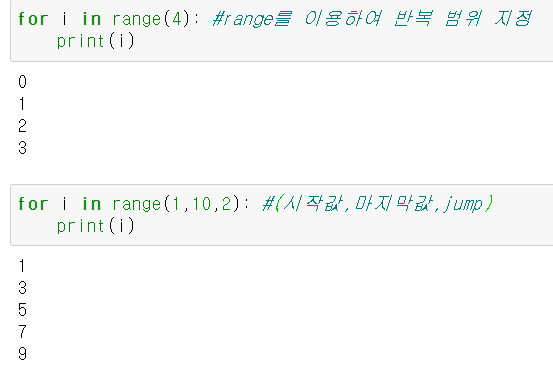 for i in range(4): #range를 이용하여 반복 범위 지정
    print(i)
0
1
2
3
for i in range(1,10,2): #(시작값,마지막값,jump)
    print(i)
1
3
5
7
9